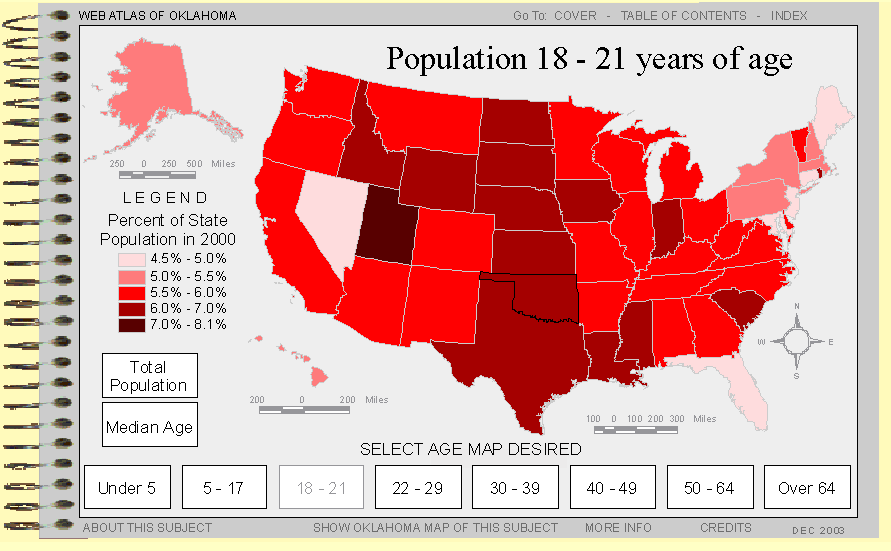 WEB ATLAS OF OKLAHOMA
Go To: COVER - TABLE OF CONTENTS - INDEX
Population 18 - 21 years of age
250 0 250 500 Miles
LEGEND
Percent of State
Population in 2000
4.5% - 5.0%
5.0% - 5.5%
5.5% - 6.0%
6.0% - 7.0%
7.0% - 8.1%
N
W E
S
Total
Population
200 0 200 Miles
Median Age
100 0 100 200 300 Miles
SELECT AGE MAP DESIRED
Under 5
5 - 17
18 - 21
22 - 29
30 - 39
40 - 49
50 - 64
Over 64
ABOUT THIS SUBJECT
SHOW OKLAHOMA MAP OF THIS SUBJECT
MORE INFO
CREDITS
DEC 2003